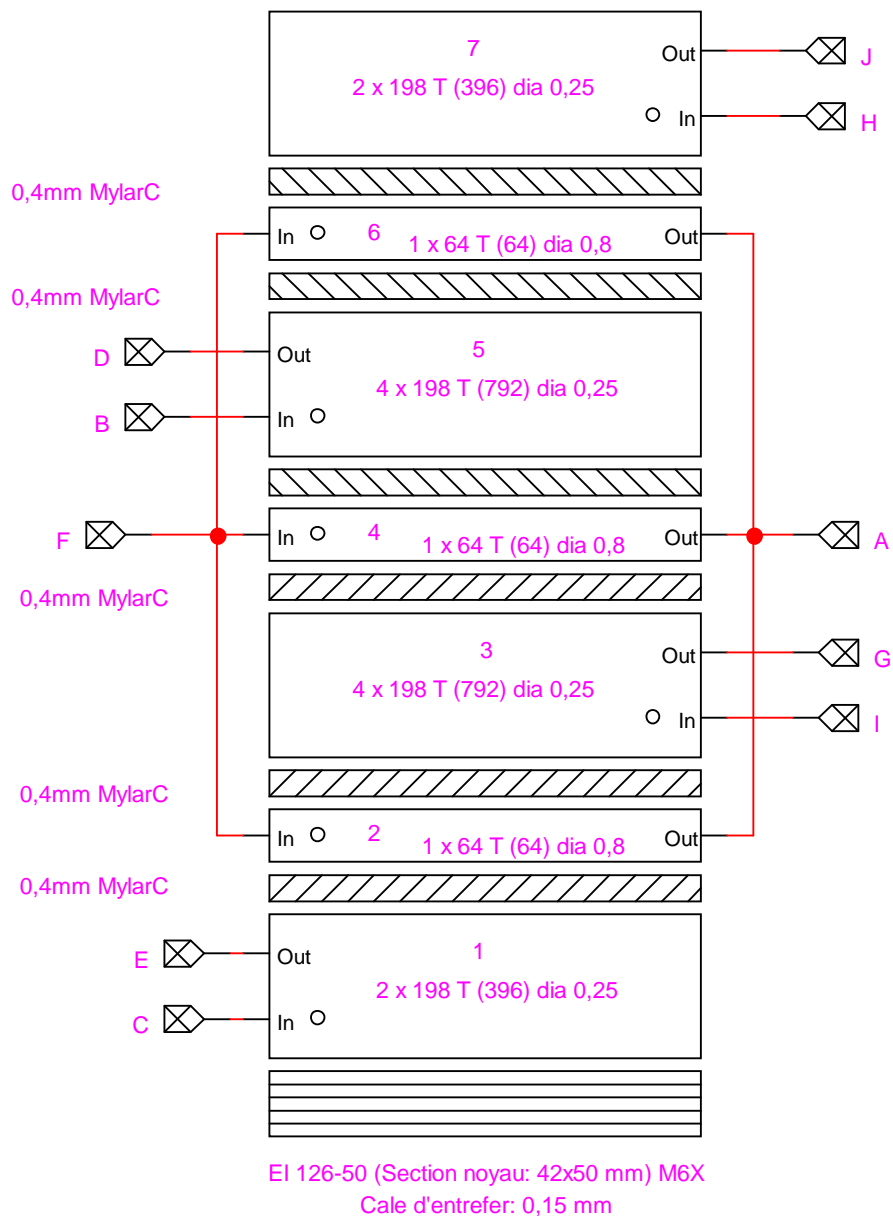 7
Out
J
2 x 198 T (396) dia 0,25
In
H
0,4mm MylarC
In
6
1 x 64 T (64) dia 0,8
Out
0,4mm MylarC
D
Out
5
4 x 198 T (792) dia 0,25
B
In
F
In
4
1 x 64 T (64) dia 0,8
Out
A
0,4mm MylarC
3
Out
G
4 x 198 T (792) dia 0,25
In
I
0,4mm MylarC
In
2
1 x 64 T (64) dia 0,8
Out
0,4mm MylarC
E
Out
1
2 x 198 T (396) dia 0,25
C
In
EI 126-50 (Section noyau: 42x50 mm) M6X
Cale d'entrefer: 0,15 mm